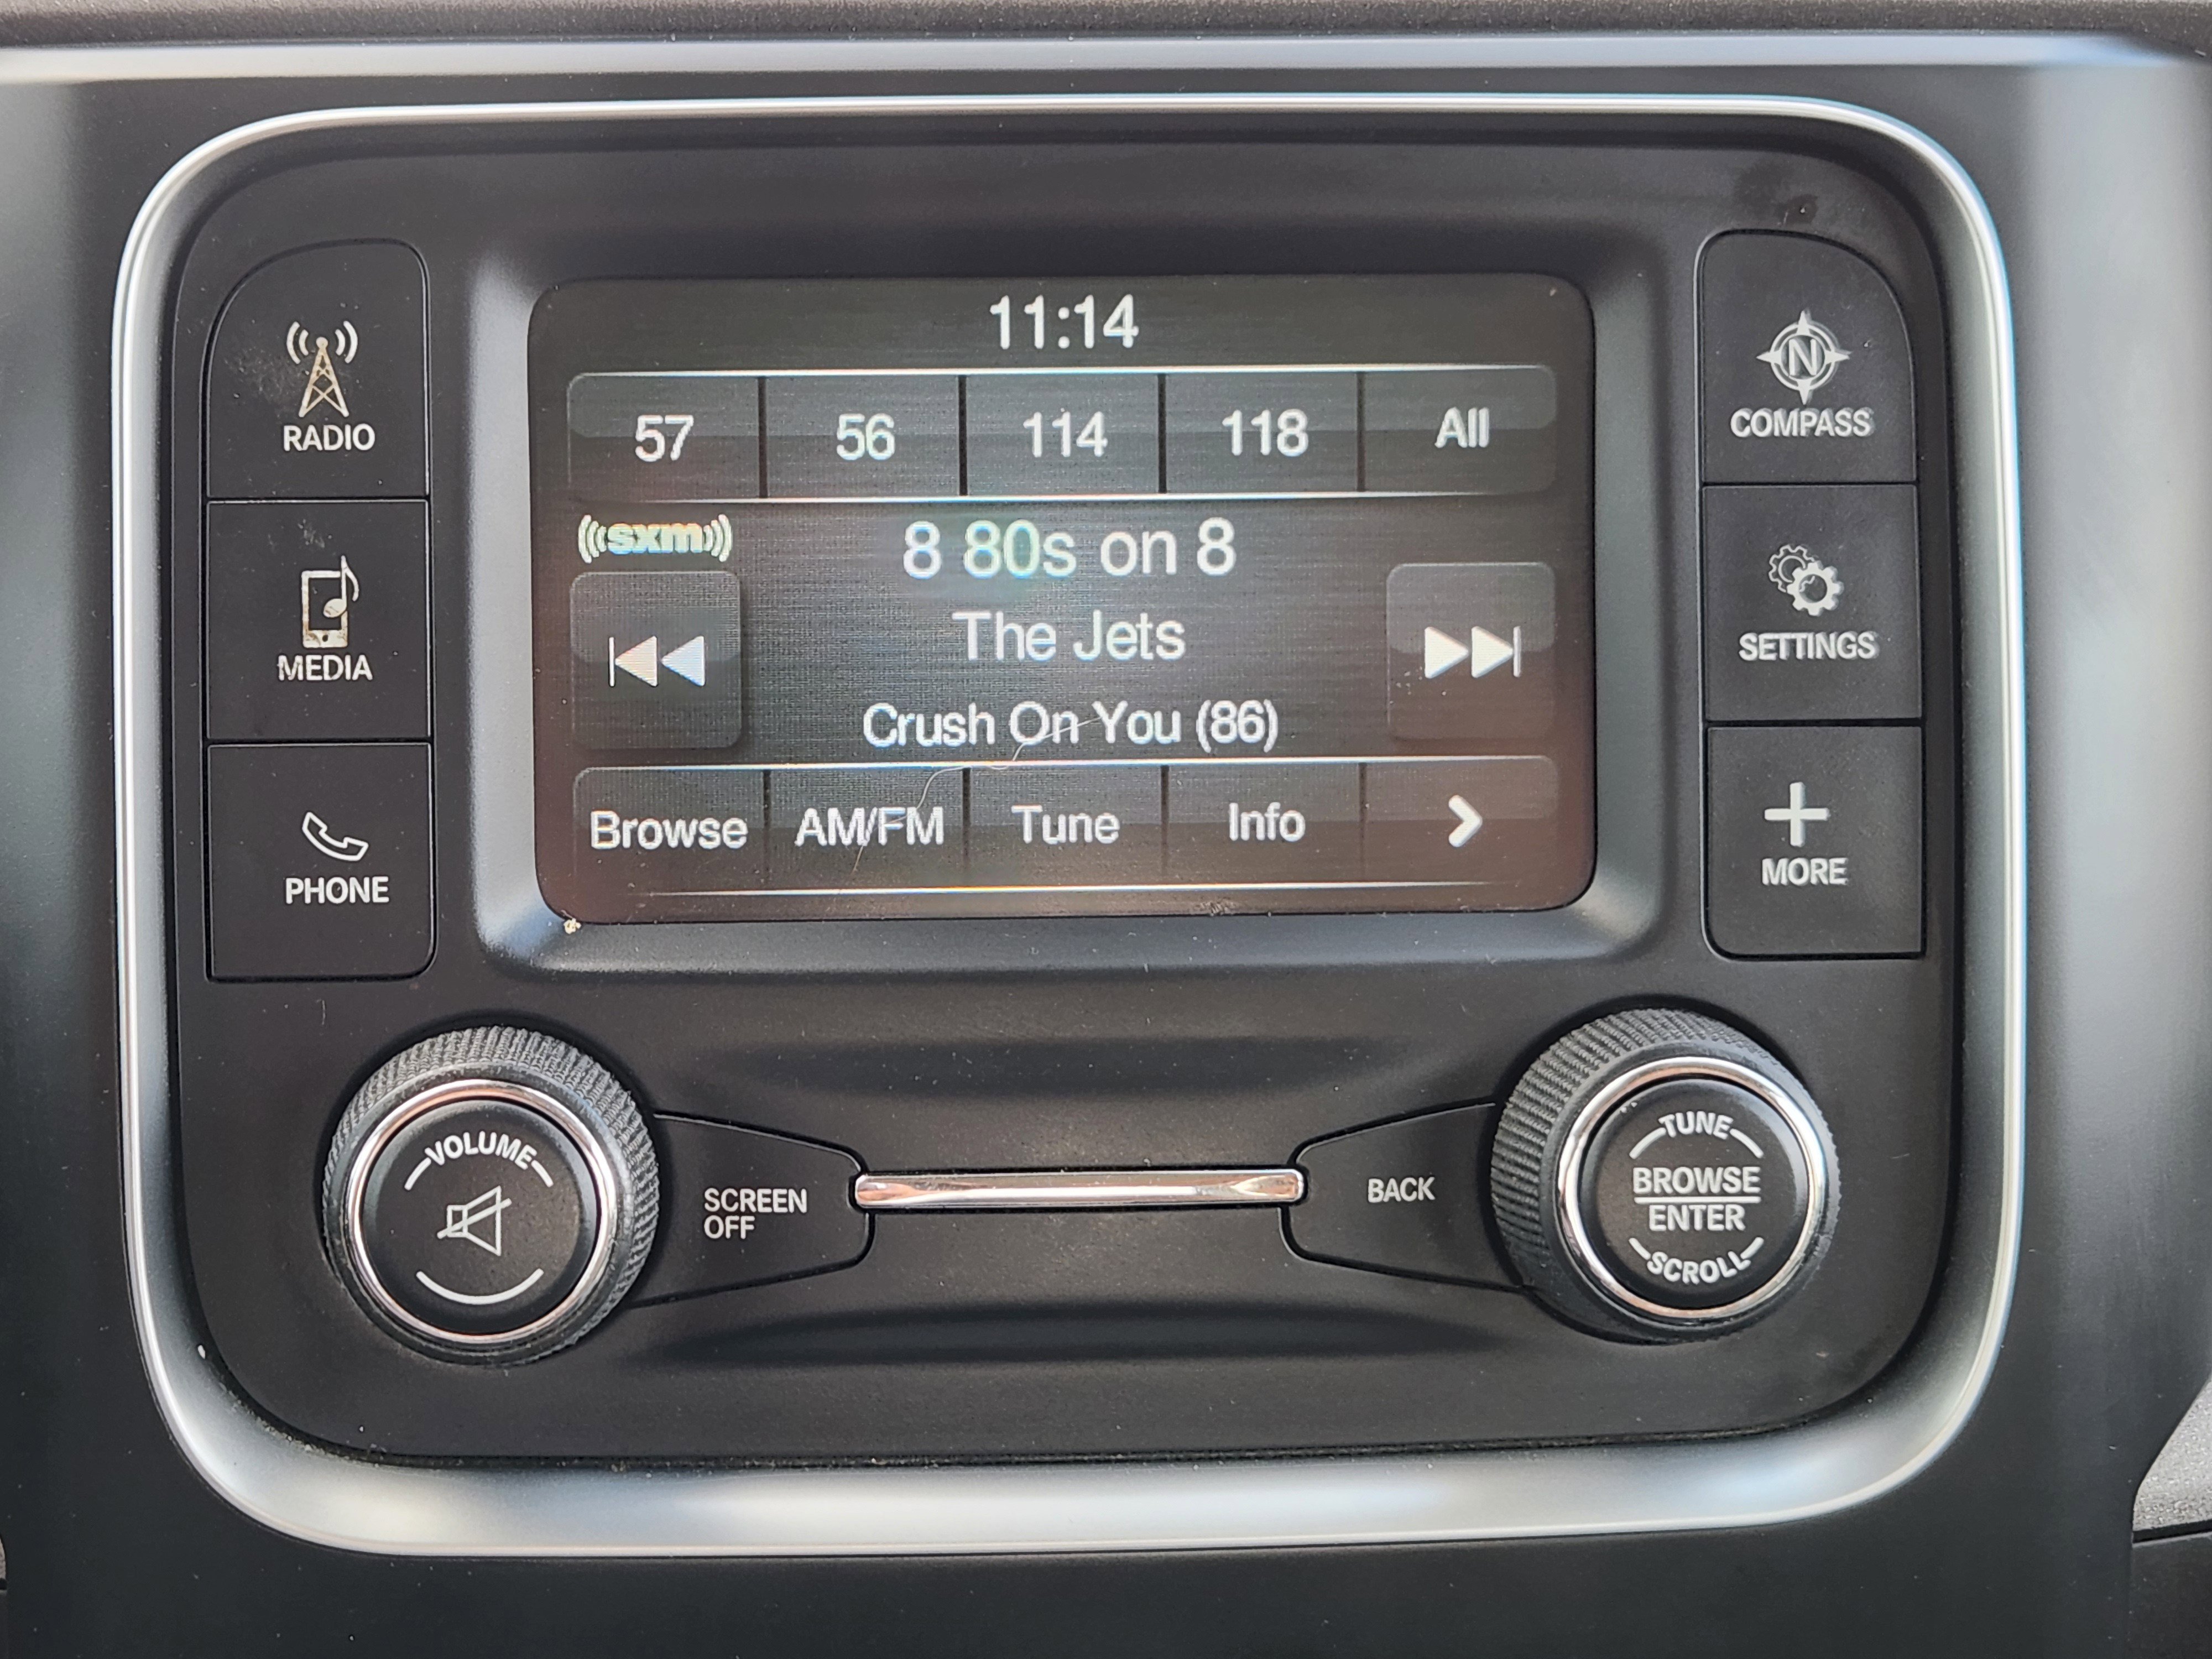 11:14
57 56 114 118 All
sxm
8 80s on 8
The Jets
Crush On You (86)
Browse AM/FM Tune Info
RADIO
MEDIA
PHONE
N
COMPASS
SETTINGS
MORE
VOLUME
SCREEN
OFF
BACK
TUNE
BROWSE
ENTER
SCROLL